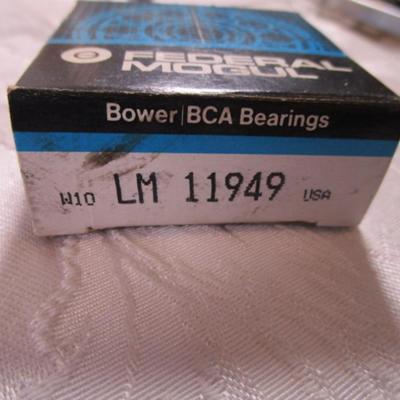 FEDERAL
MOGUL
Bower|BCA Bearings
W10 LM 11949 USA